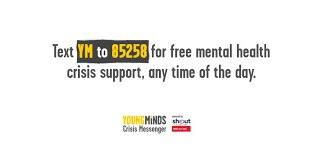 Text YM to 85258 for free mental health
crisis support, any time of the day.
YOUNGMiNDS
Crisis Messenger
shout